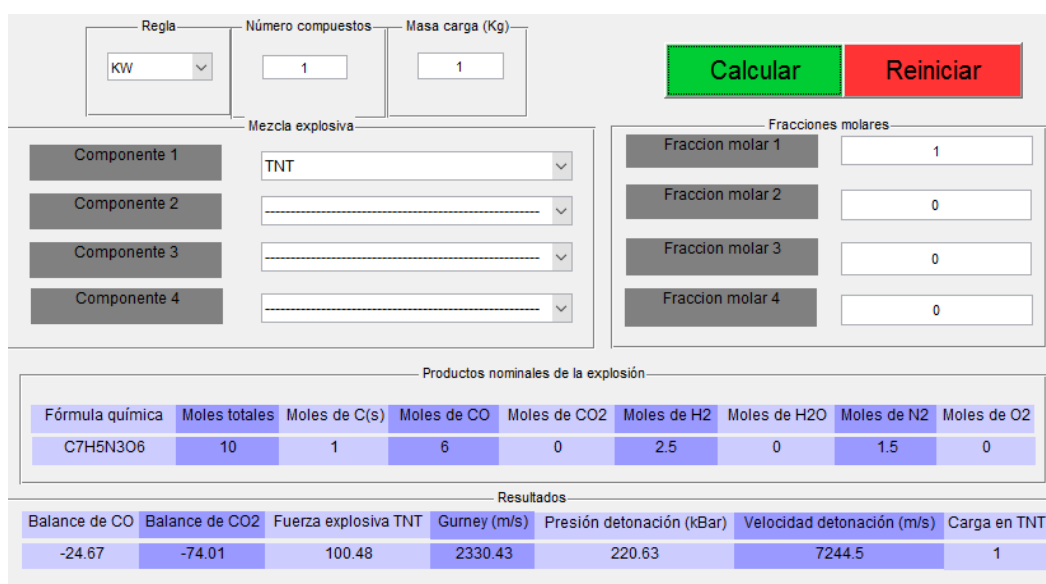 Regla
Número compuestos
Masa carga (Kg)
KW
1
1
Calcular
Reiniciar
Mezcla explosiva
Fracciones molares
Componente 1
TNT
Fraccion molar 1
1
Componente 2
---------------------------------------------------------
Fraccion molar 2
0
Componente 3
---------------------------------------------------------
Fraccion molar 3
0
Componente 4
---------------------------------------------------------
Fraccion molar 4
0
Productos nominales de la explosión
Fórmula química Moles totales Moles de C(s) Moles de CO Moles de CO2 Moles de H2 Moles de H2O Moles de N2 Moles de O2
C7H5N3O6 10 1 6 0 2.5 0 1.5 0
Resultados
Balance de CO Balance de CO2 Fuerza explosiva TNT Gurney (m/s) Presión detonación (kBar) Velocidad detonación (m/s) Carga en TNT
-24.67 -74.01 100.48 2330.43 220.63 7244.5 1